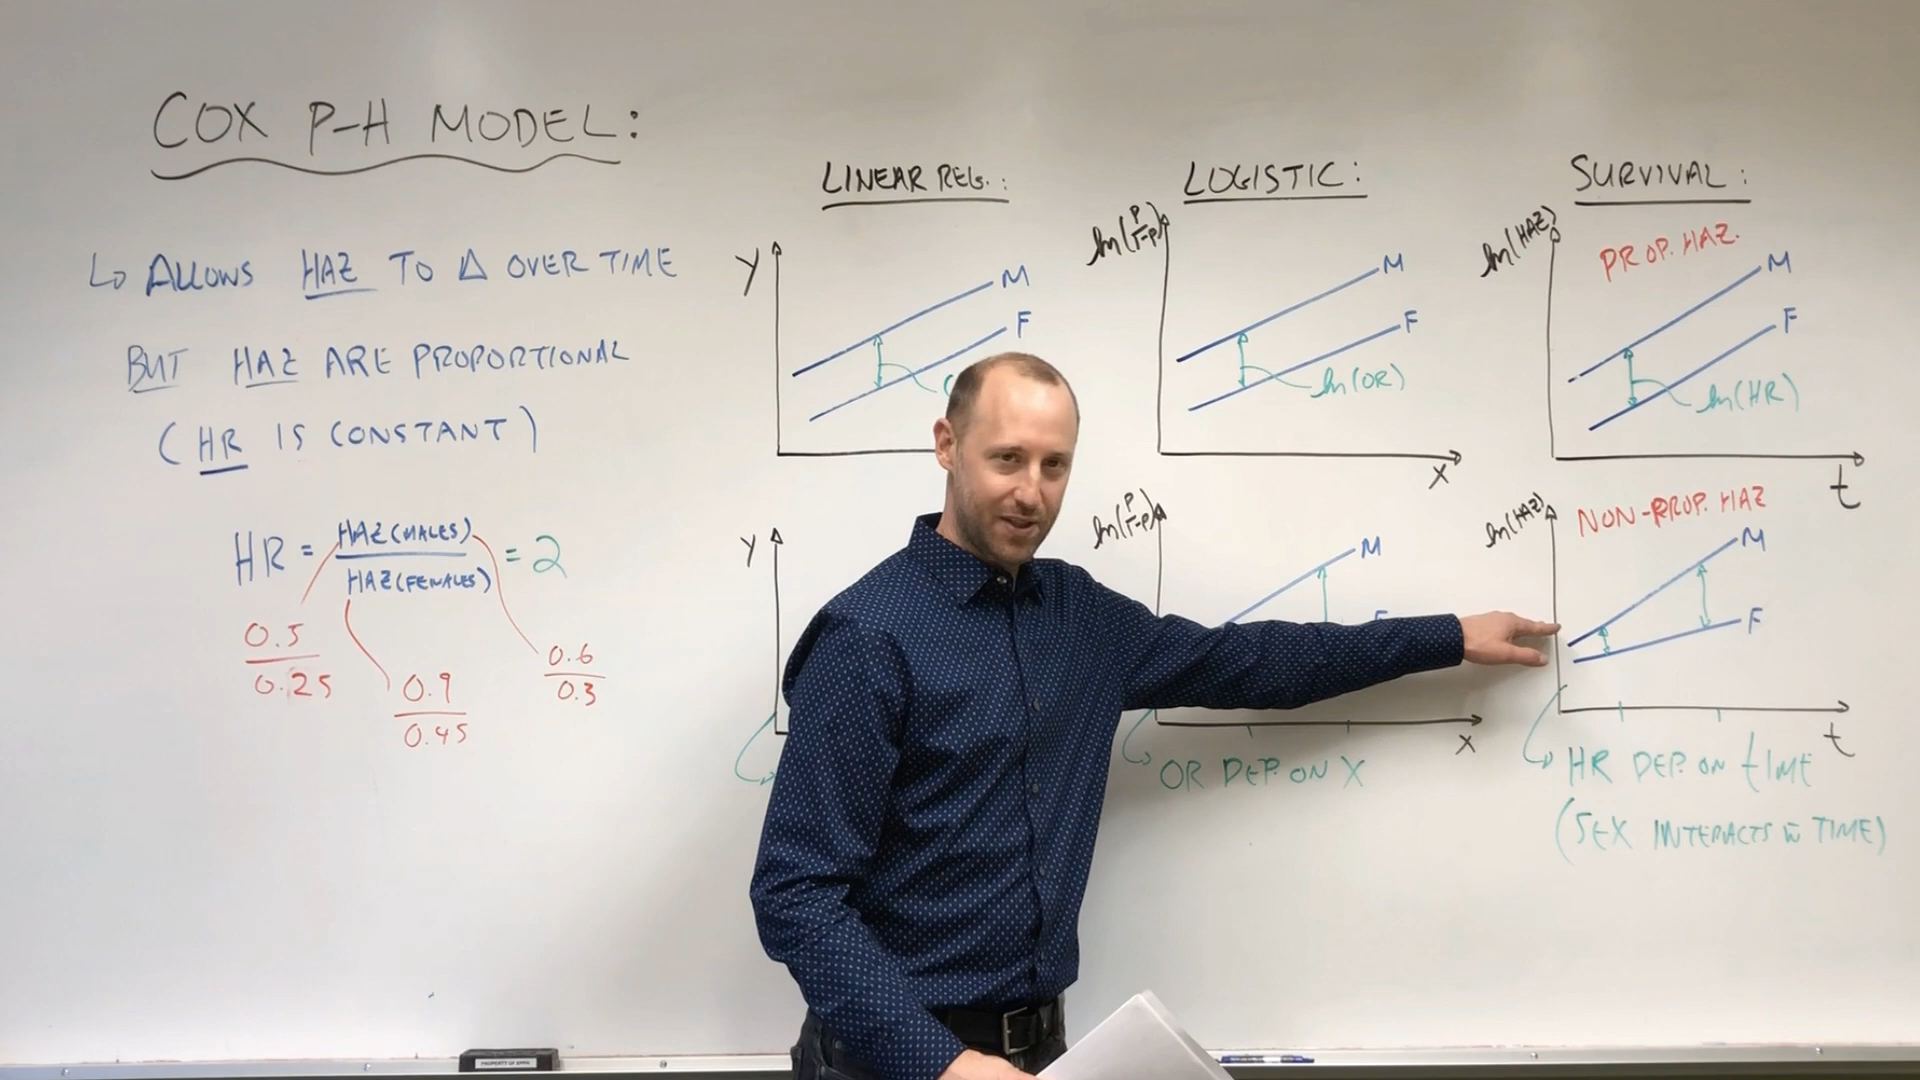 COX P-H MODEL:
↳ ALLOWS HAZ TO Δ OVER TIME
BUT HAZ ARE PROPORTIONAL
(HR IS CONSTANT)
HR = HAZ(MALES) / HAZ(FEMALES) = 2
0.5 / 0.25
0.9 / 0.45
0.6 / 0.3
LINEAR REG.:
Y
M
F
Y
LOGISTIC:
ln(P/1-P)
M
F
ln(OR)
X
ln(P/1-P)
M
X
OR DEP. ON X
SURVIVAL:
ln(HAZ)
PROP. HAZ.
M
F
ln(HR)
t
ln(HAZ)
NON-PROP. HAZ
M
F
t
HR DEP. ON tIME
(SEX INTERACTS w̄ TIME)